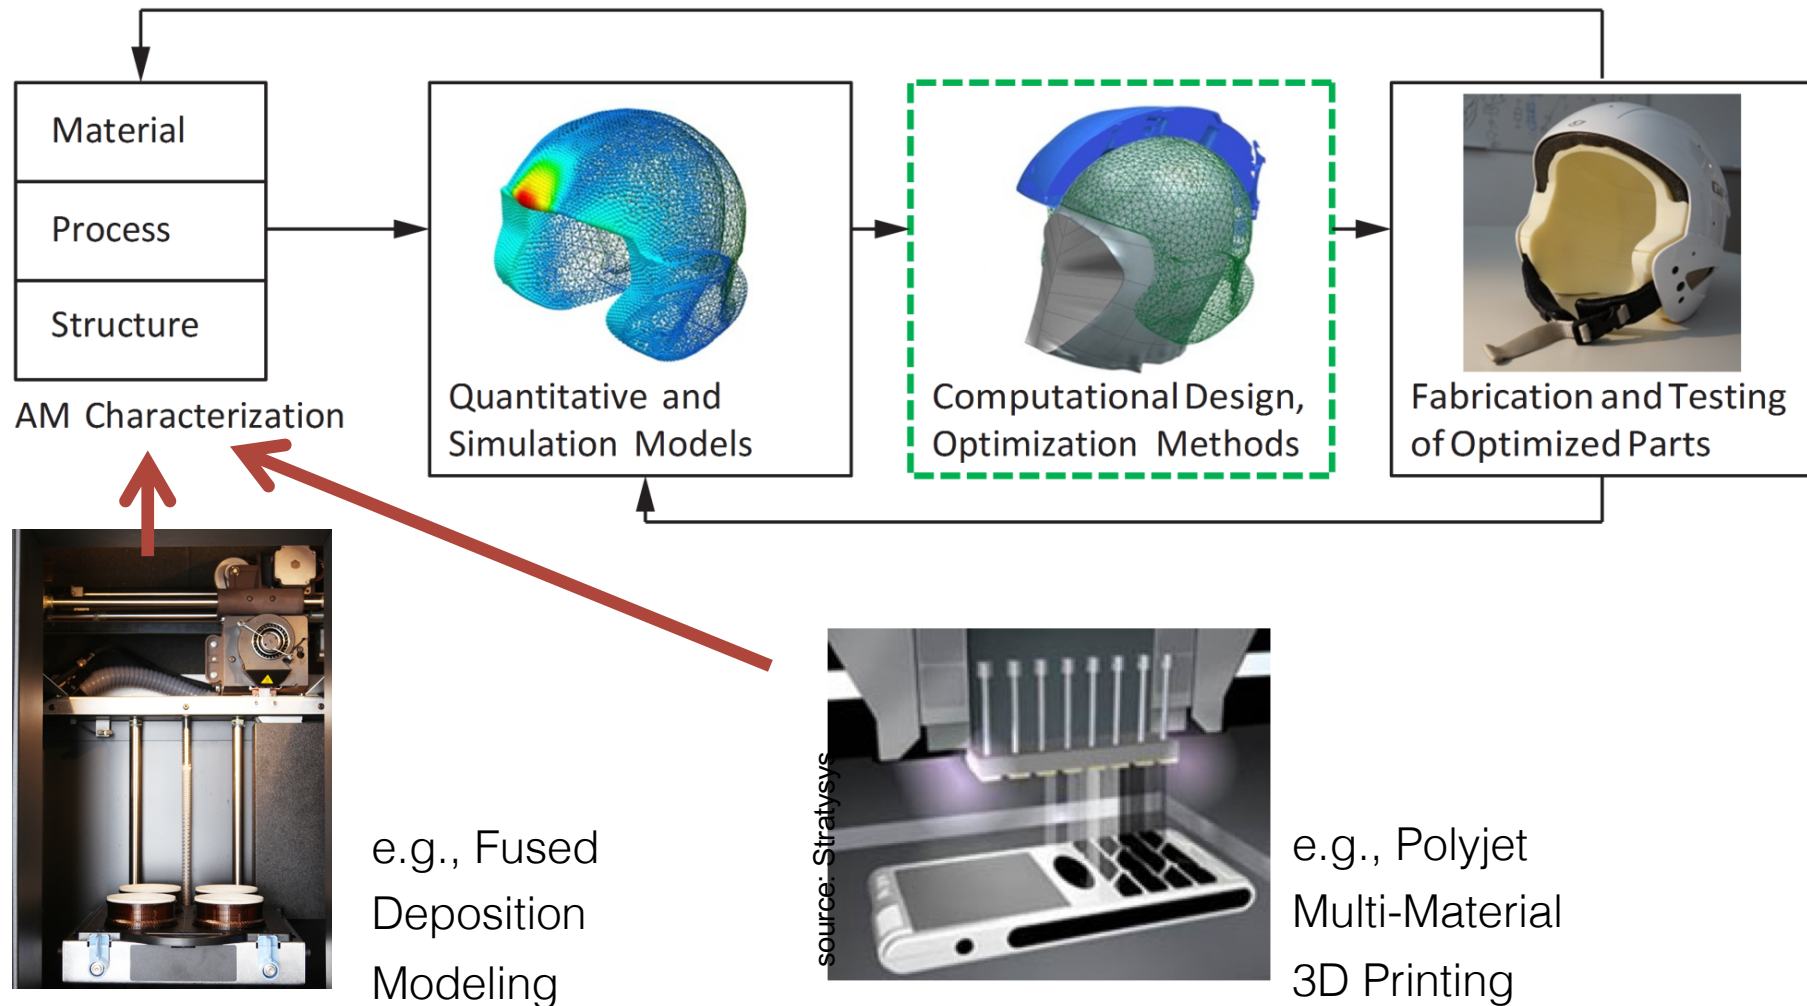 Material
Process
Structure
AM Characterization
Quantitative and
Simulation Models
Computational Design,
Optimization Methods
Fabrication and Testing
of Optimized Parts
e.g., Fused
Deposition
Modeling
source: Stratysys
e.g., Polyjet
Multi-Material
3D Printing